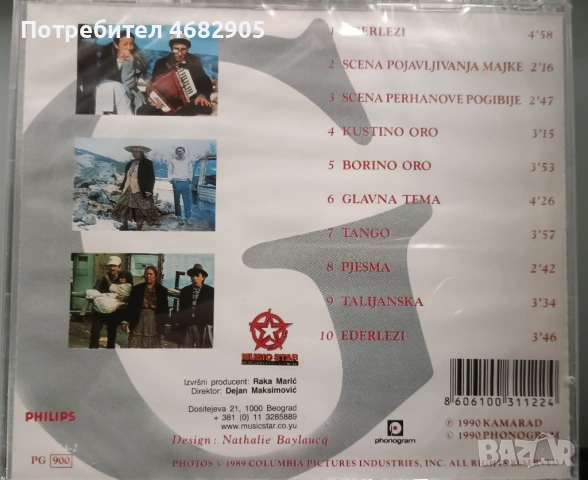 Потребител 4682905
1 EDERLEZI 4'58
2 SCENA POJAVLJIVANJA MAJKE 2'16
3 SCENA PERHANOVE POGIBIJE 2'47
4 KUSTINO ORO 3'15
5 BORINO ORO 3'53
6 GLAVNA TEMA 4'26
7 TANGO 3'57
8 PJESMA 2'42
9 TALIJANSKA 3'34
10 EDERLEZI 3'46
MUSIC STAR
Izvršni producent: Raka Marić
Direktor: Dejan Maksimović
Dositejeva 21, 1000 Beograd
+ 381 (0) 11 3285889
www.musicstar.co.yu
Design: Nathalie Baylaucq
PHILIPS
phonogram
8606100311224
℗ 1990 KAMARAD
© 1990 PHONOGRAM
PG 900
PHOTOS © 1989 COLUMBIA PICTURES INDUSTRIES, INC. ALL RIGHTS
BAZAR